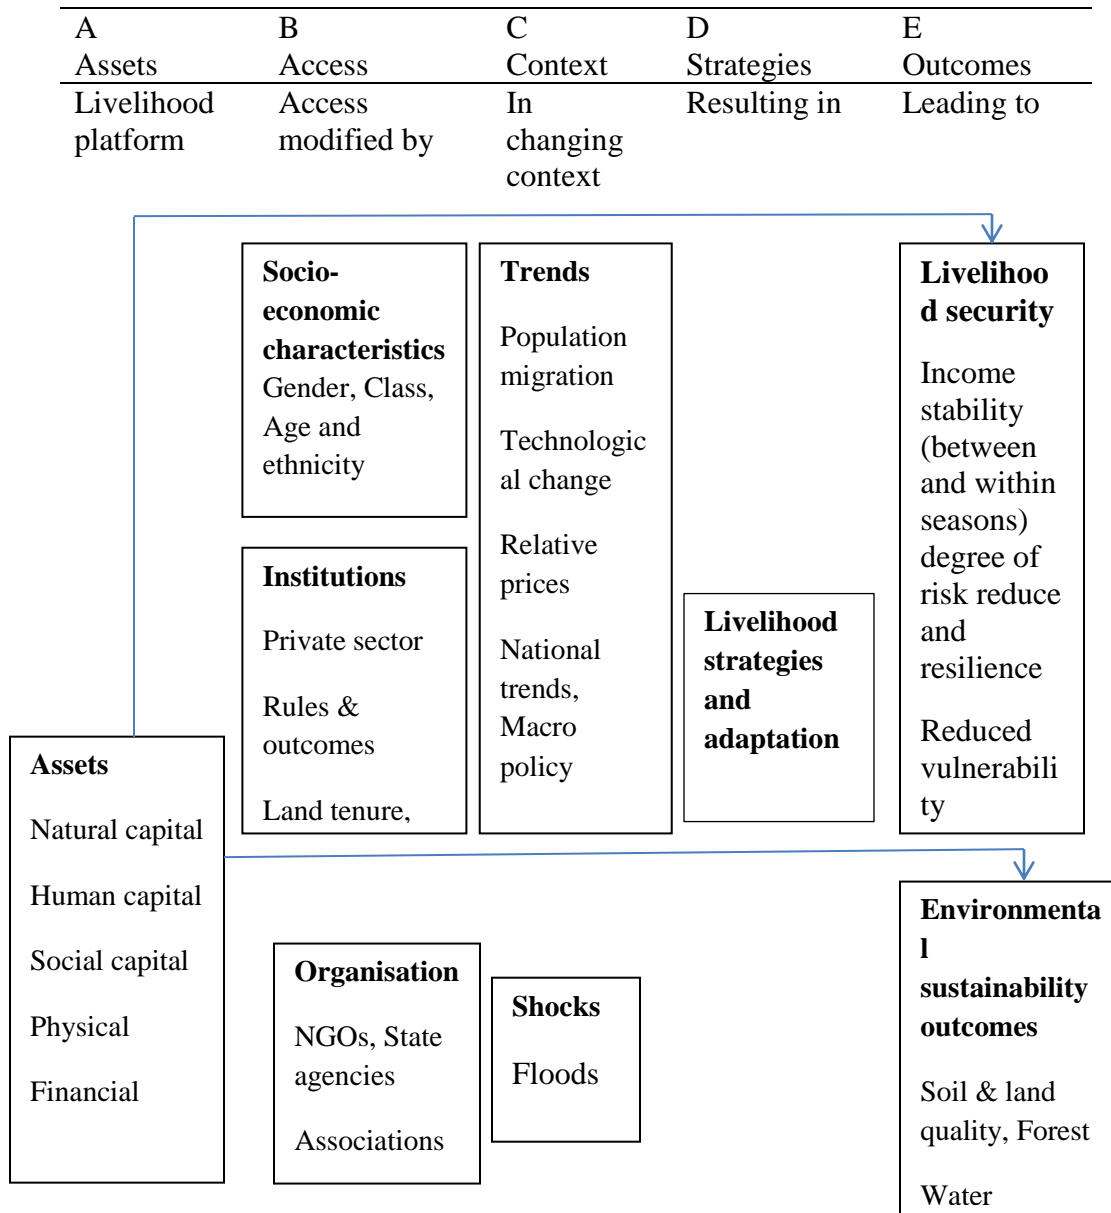 A
B
C
D
E
Assets
Access
Context
Strategies
Outcomes
Livelihood
platform
Access
modified by
In
changing
context
Resulting in
Leading to
Socio-
economic
characteristics
Gender, Class,
Age and
ethnicity
Institutions
Private sector
Rules &
outcomes
Land tenure,
Trends
Population
migration
Technologic
al change
Relative
prices
National
trends,
Macro
policy
Livelihood
strategies
and
adaptation
Livelihoo
d security
Income
stability
(between
and within
seasons)
degree of
risk reduce
and
resilience
Reduced
vulnerabili
ty
Assets
Natural capital
Human capital
Social capital
Physical
Financial
Organisation
NGOs, State
agencies
Associations
Shocks
Floods
Environmenta
l
sustainability
outcomes
Soil & land
quality, Forest
Water